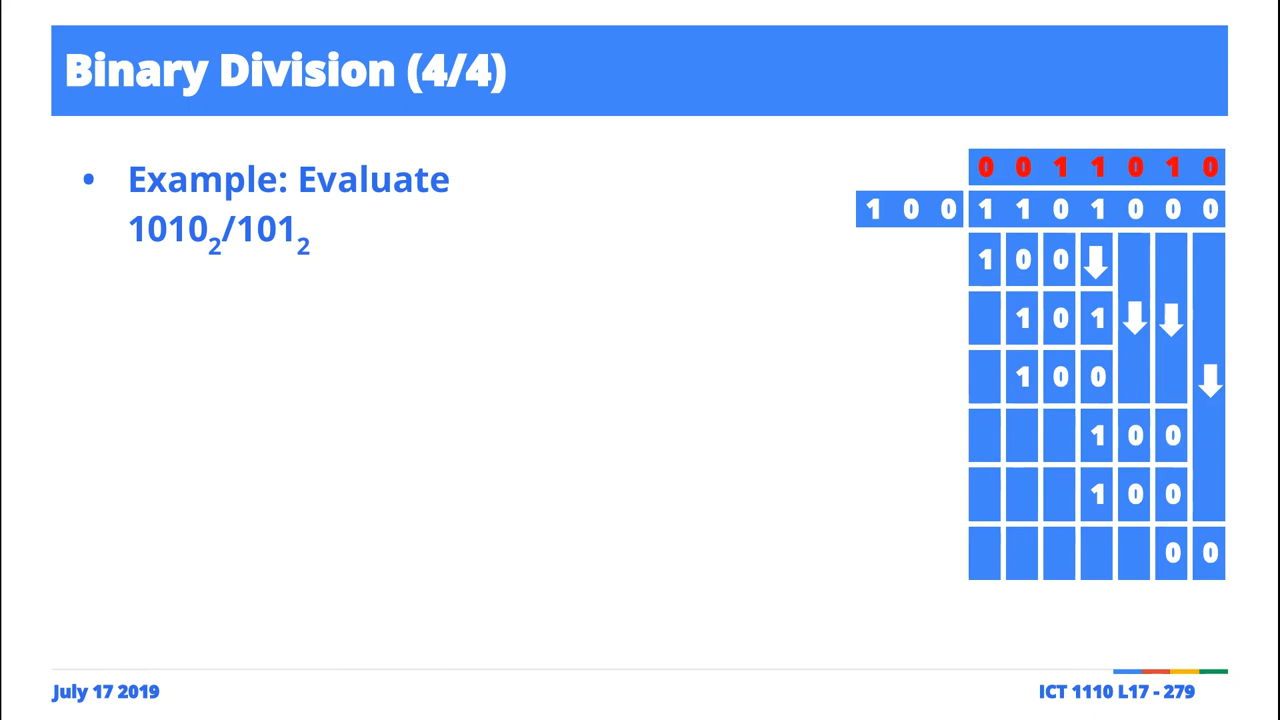 Binary Division (4/4)
• Example: Evaluate
1010₂/101₂
0 0 1 1 0 1 0
1 0 0 1 1 0 1 0 0 0
1 0 0
1 0 1
1 0 0
1 0 0
1 0 0
0 0
July 17 2019
ICT 1110 L17 - 279